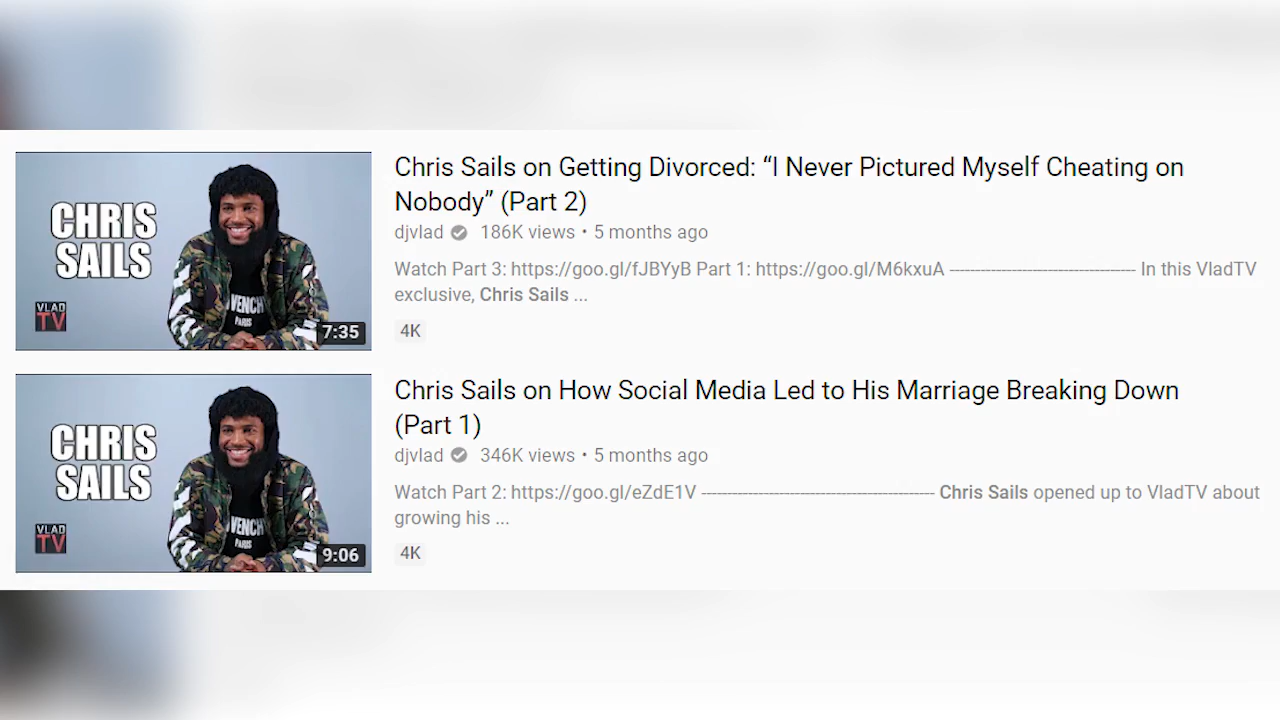 CHRIS
SAILS
VLAD
TV
GIVENCHY
PARIS
7:35
Chris Sails on Getting Divorced: “I Never Pictured Myself Cheating on
Nobody” (Part 2)
djvlad 186K views • 5 months ago
Watch Part 3: https://goo.gl/fJBYyB Part 1: https://goo.gl/M6kxuA ------------------------------------- In this VladTV
exclusive, Chris Sails ...
4K
CHRIS
SAILS
VLAD
TV
GIVENCHY
PARIS
9:06
Chris Sails on How Social Media Led to His Marriage Breaking Down
(Part 1)
djvlad 346K views • 5 months ago
Watch Part 2: https://goo.gl/eZdE1V ---------------------------------------------- Chris Sails opened up to VladTV about
growing his ...
4K